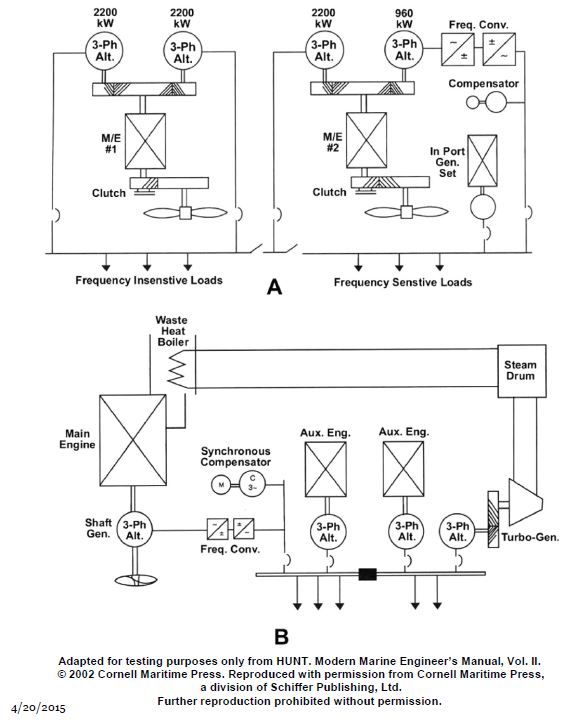 2200
kW
2200
kW
2200
kW
960
kW
3-Ph
Alt.
3-Ph
Alt.
3-Ph
Alt.
3-Ph
Alt.
Freq. Conv.
~
=
±
±
Compensator
M/E
#1
M/E
#2
In Port
Gen.
Set
Clutch
Clutch
Frequency Insenstive Loads
A
Frequency Senstive Loads
Waste
Heat
Boiler
Steam
Drum
Main
Engine
Aux. Eng.
Aux. Eng.
Synchronous
Compensator
M
C
3~
Shaft
Gen.
3-Ph
Alt.
Freq. Conv.
3-Ph
Alt.
3-Ph
Alt.
3-Ph
Alt.
Turbo-Gen.
B
Adapted for testing purposes only from HUNT. Modern Marine Engineer's Manual, Vol. II.
© 2002 Cornell Maritime Press. Reproduced with permission from Cornell Maritime Press,
a division of Schiffer Publishing, Ltd.
Further reproduction prohibited without permission.
4/20/2015